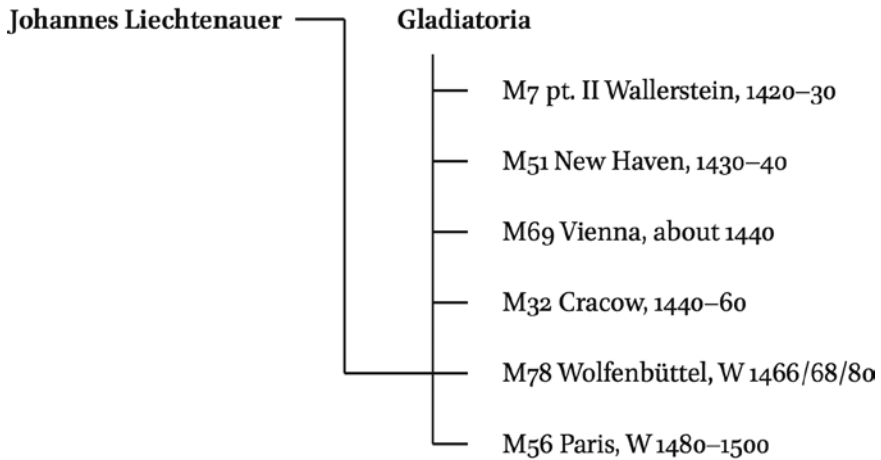 Johannes Liechtenauer
Gladiatoria
M7 pt. II Wallerstein, 1420–30
M51 New Haven, 1430–40
M69 Vienna, about 1440
M32 Cracow, 1440–60
M78 Wolfenbüttel, W 1466/68/80
M56 Paris, W 1480–1500